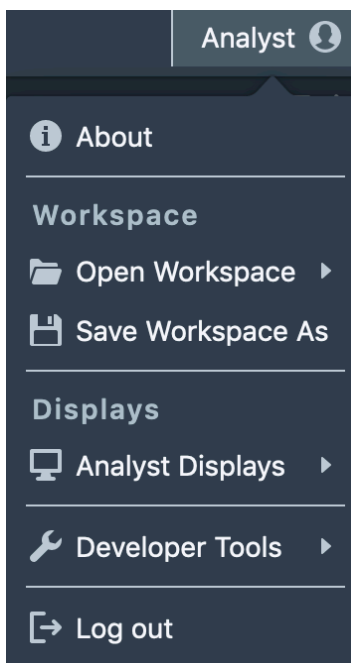 Analyst
About
Workspace
Open Workspace
Save Workspace As
Displays
Analyst Displays
Developer Tools
Log out